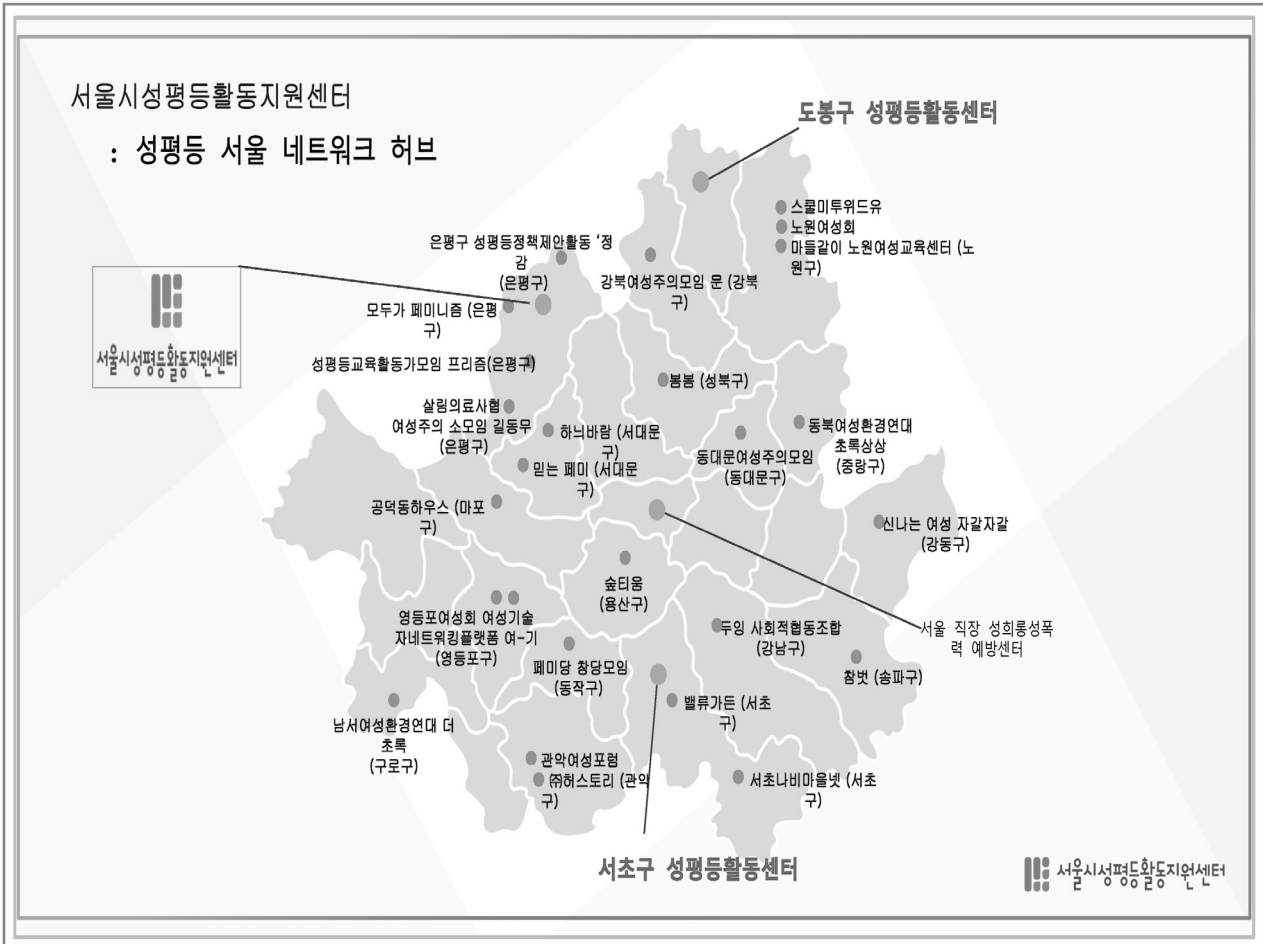 서울시성평등활동지원센터
: 성평등 서울 네트워크 허브
도봉구 성평등활동센터
스쿨미투위드유
노원여성회
마들같이 노원여성교육센터 (노
원구)
은평구 성평등정책제안활동 ‘정
감
(은평구)
강북여성주의모임 문 (강북
구)
모두가 페미니즘 (은평
구)
서울시성평등활동지원센터
성평등교육활동가모임 프리즘(은평구)
봄봄 (성북구)
살림의료사협
여성주의 소모임 길동무
(은평구)
하늬바람 (서대문
구)
동대문여성주의모임
(동대문구)
동북여성환경연대
초록상상
(중랑구)
믿는 페미 (서대문
구)
공덕동하우스 (마포
구)
신나는 여성 자갈자갈
(강동구)
숲티움
(용산구)
영등포여성회 여성기술
자네트워킹플랫폼 여-기
(영등포구)
두잉 사회적협동조합
(강남구)
서울 직장 성희롱성폭
력 예방센터
페미당 창당모임
(동작구)
참벗 (송파구)
밸류가든 (서초
구)
남서여성환경연대 더
초록
(구로구)
관악여성포럼
㈜허스토리 (관악
구)
서초나비마을넷 (서초
구)
서초구 성평등활동센터
서울시성평등활동지원센터